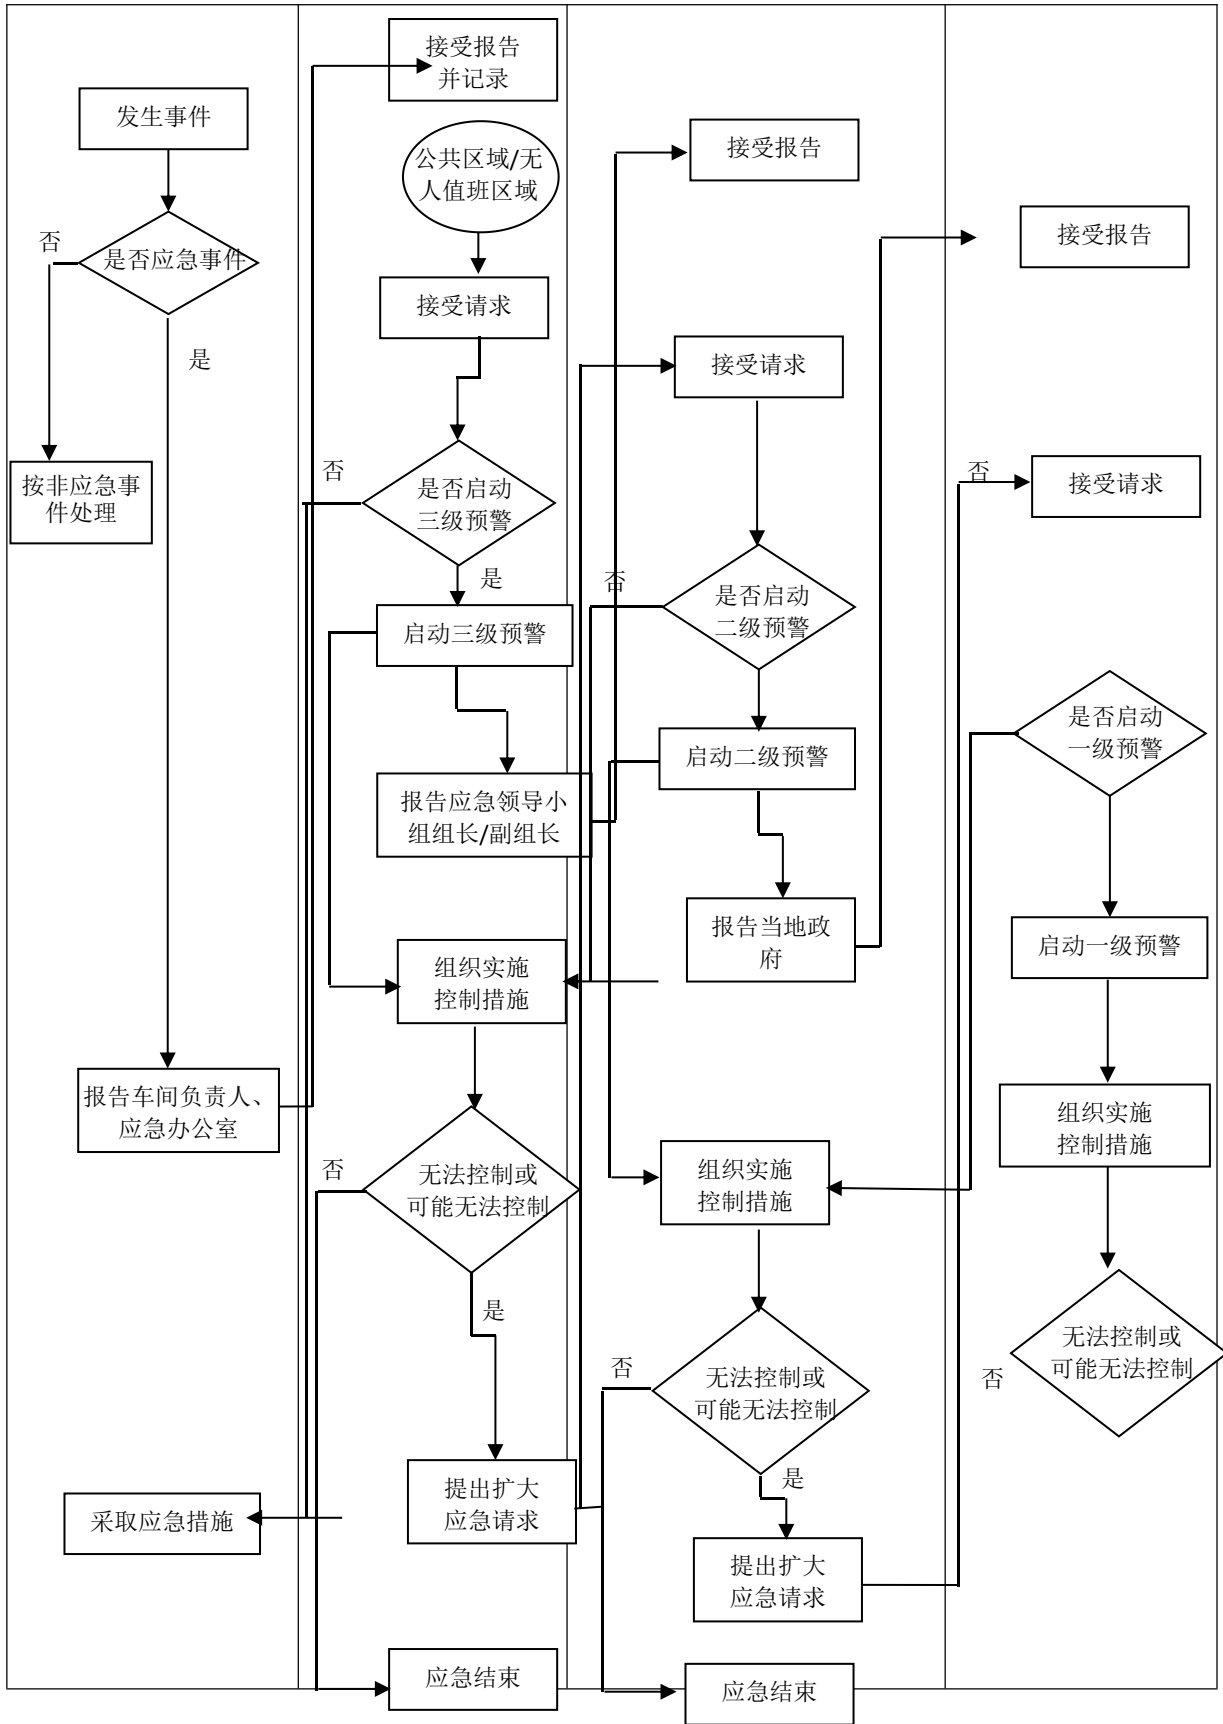 发生事件
否
是否应急事件
是
按非应急事
件处理
报告车间负责人、
应急办公室
采取应急措施
接受报告
并记录
公共区域/无
人值班区域
接受请求
否
是否启动
三级预警
是
启动三级预警
报告应急领导小
组组长/副组长
组织实施
控制措施
否
无法控制或
可能无法控制
是
提出扩大
应急请求
应急结束
接受报告
接受请求
否
是否启动
二级预警
启动二级预警
报告当地政
府
组织实施
控制措施
否
无法控制或
可能无法控制
是
提出扩大
应急请求
应急结束
接受报告
否
接受请求
是否启动
一级预警
启动一级预警
组织实施
控制措施
无法控制或
可能无法控制
否